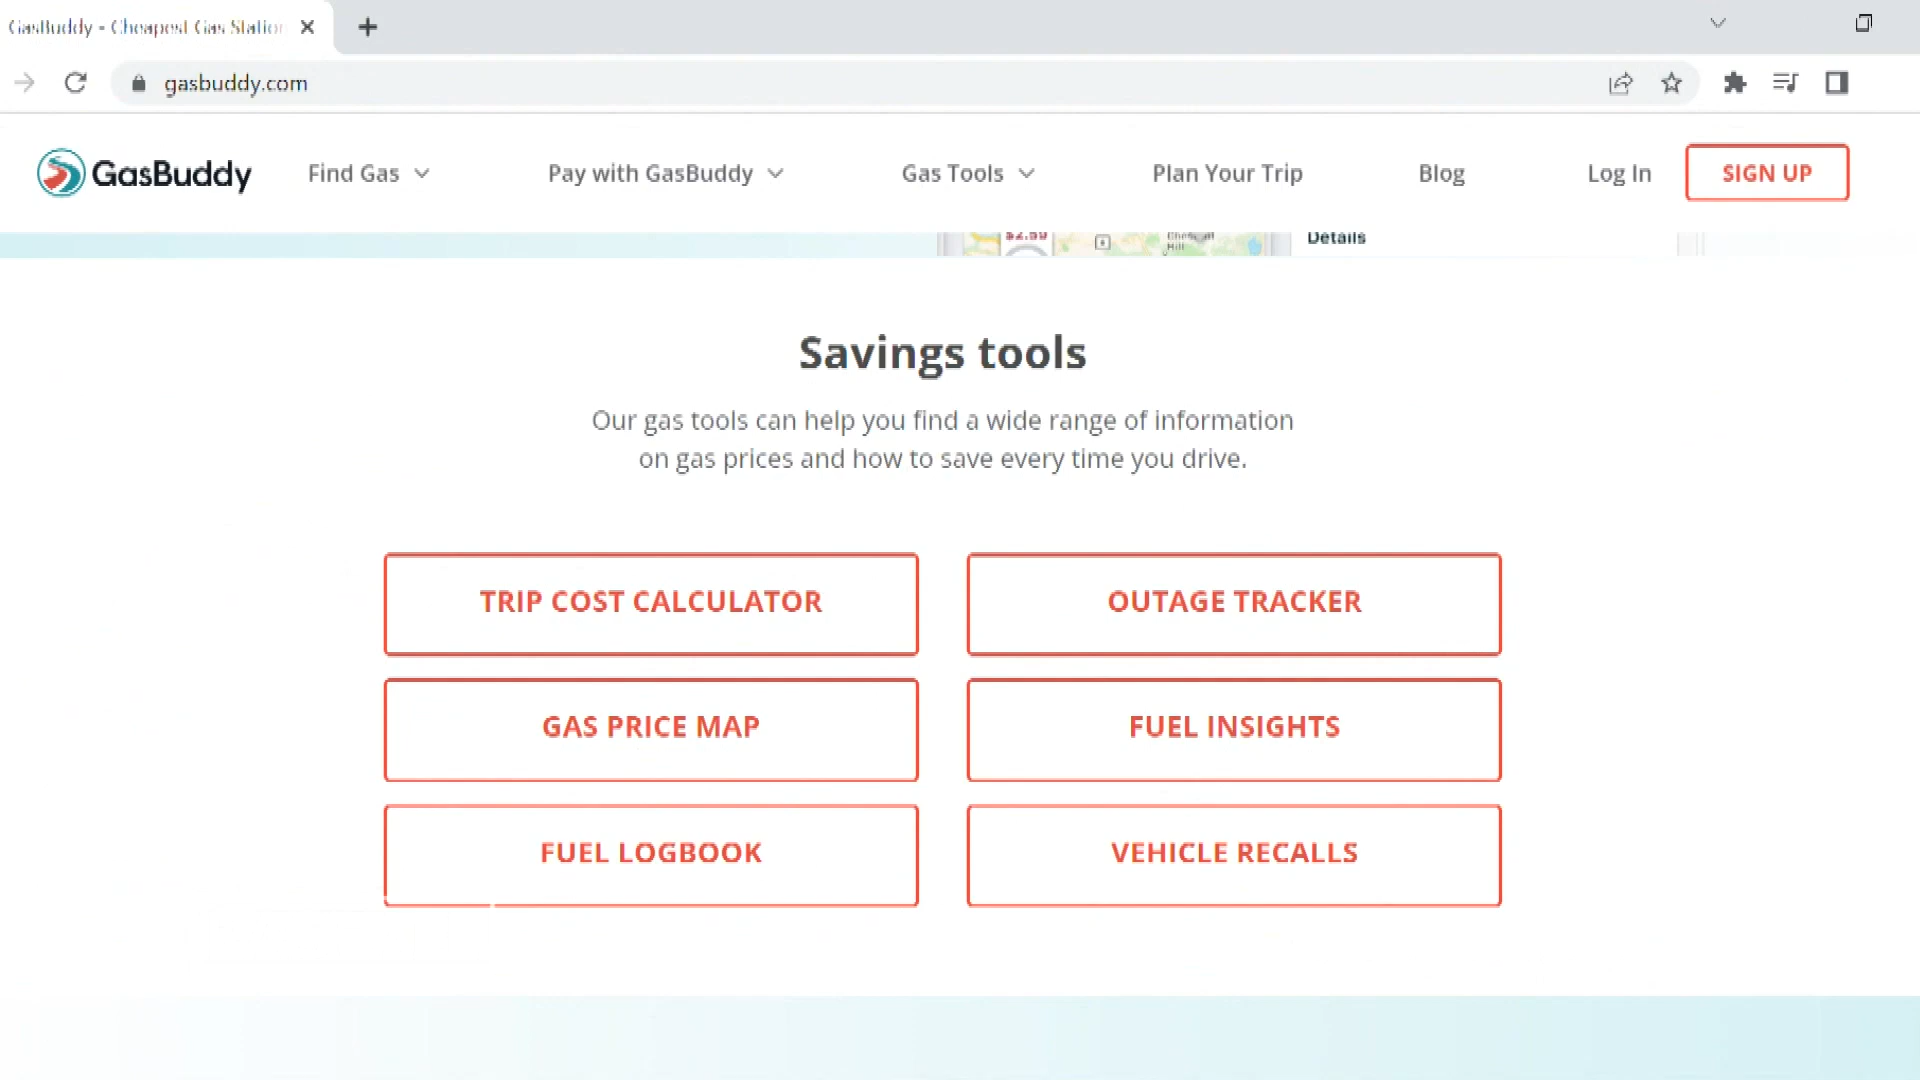 GasBuddy - Cheapest Gas Station
gasbuddy.com
GasBuddy
Find Gas
Pay with GasBuddy
Gas Tools
Plan Your Trip
Blog
Log In
SIGN UP
$2.59
Hill
Details
Savings tools
Our gas tools can help you find a wide range of information
on gas prices and how to save every time you drive.
TRIP COST CALCULATOR
OUTAGE TRACKER
GAS PRICE MAP
FUEL INSIGHTS
FUEL LOGBOOK
VEHICLE RECALLS